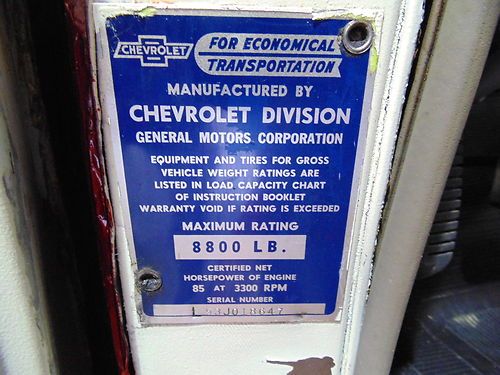 CHEVROLET
FOR ECONOMICAL
TRANSPORTATION
MANUFACTURED BY
CHEVROLET DIVISION
GENERAL MOTORS CORPORATION
EQUIPMENT AND TIRES FOR GROSS
VEHICLE WEIGHT RATINGS ARE
LISTED IN LOAD CAPACITY CHART
OF INSTRUCTION BOOKLET
WARRANTY VOID IF RATING IS EXCEEDED
MAXIMUM RATING
8800 LB.
CERTIFIED NET
HORSEPOWER OF ENGINE
85 AT 3300 RPM
SERIAL NUMBER